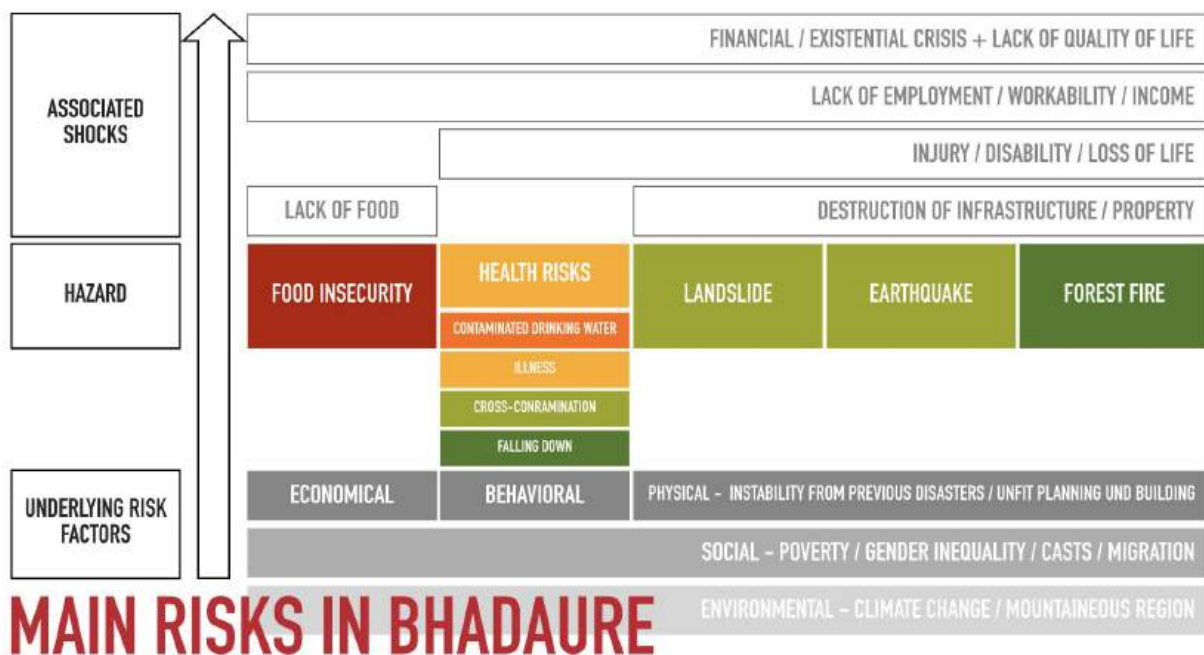 FINANCIAL / EXISTENTIAL CRISIS + LACK OF QUALITY OF LIFE
ASSOCIATED
SHOCKS
LACK OF EMPLOYMENT / WORKABILITY / INCOME
INJURY / DISABILITY / LOSS OF LIFE
LACK OF FOOD
DESTRUCTION OF INFRASTRUCTURE / PROPERTY
HAZARD
FOOD INSECURITY
HEALTH RISKS
LANDSLIDE
EARTHQUAKE
FOREST FIRE
CONTAMINATED DRINKING WATER
ILLNESS
CROSS-CONRAMINATION
FALLING DOWN
UNDERLYING RISK
FACTORS
ECONOMICAL
BEHAVIORAL
PHYSICAL - INSTABILITY FROM PREVIOUS DISASTERS / UNFIT PLANNING UND BUILDING
SOCIAL - POVERTY / GENDER INEQUALITY / CASTS / MIGRATION
ENVIRONMENTAL - CLIMATE CHANGE / MOUNTAINEOUS REGION
MAIN RISKS IN BHADAURE